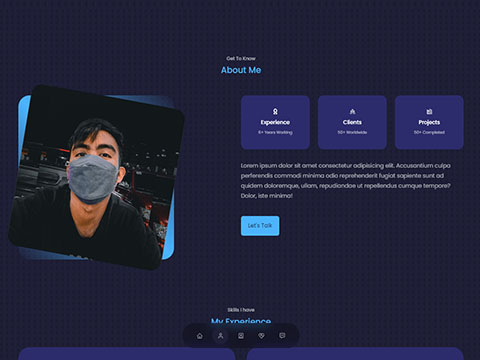 Get To Know
About Me
Experience
6+ Years Working
Clients
50+ Worldwide
Projects
50+ Completed
Lorem ipsum dolor sit amet consectetur adipisicing elit. Accusantium culpa
perferendis commodi minima odio reprehenderit fugiat sapiente sunt ad
quidem doloremque, ullam, repudiandae ut repellendus cumque tempore?
Dolor, iste minima!
Let's Talk
Skills I have
My Experience